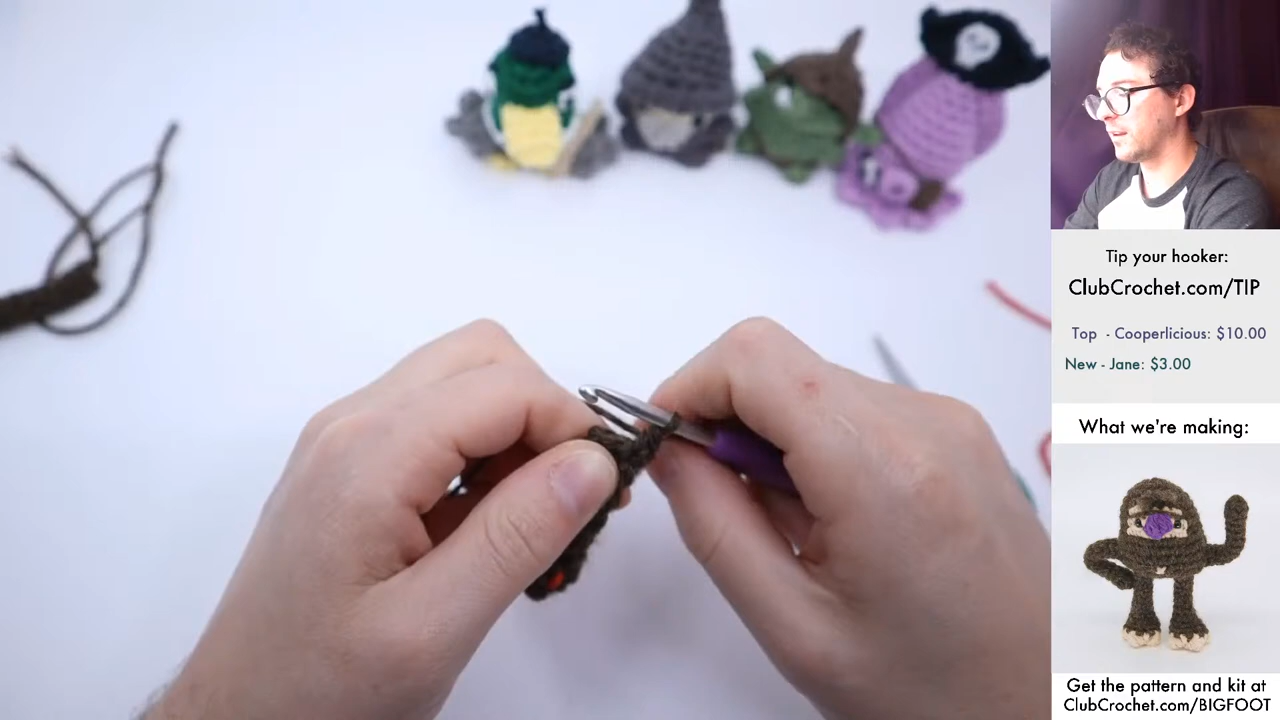 Tip your hooker:
ClubCrochet.com/TIP
Top - Cooperlicious: $10.00
New - Jane: $3.00
What we're making:
Get the pattern and kit at
ClubCrochet.com/BIGFOOT